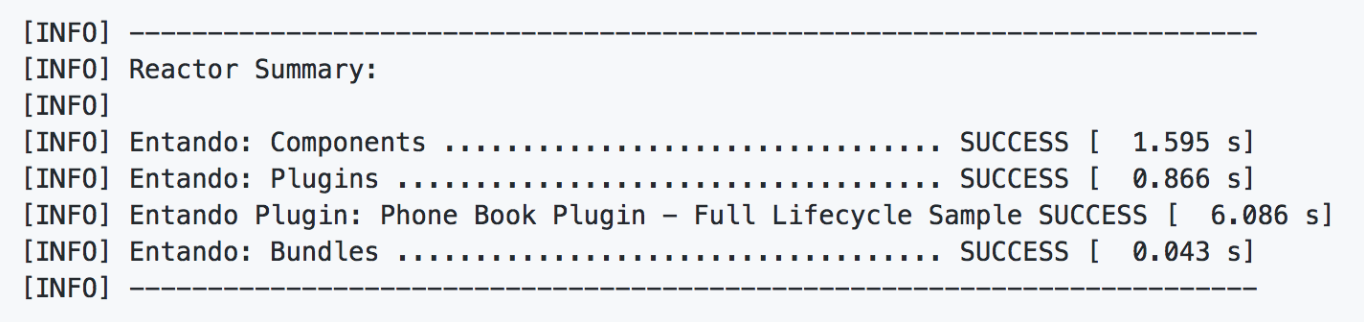 [INFO] ------------------------------------------------------------------------
[INFO] Reactor Summary:
[INFO]
[INFO] Entando: Components ................................ SUCCESS [  1.595 s]
[INFO] Entando: Plugins ................................... SUCCESS [  0.866 s]
[INFO] Entando Plugin: Phone Book Plugin - Full Lifecycle Sample SUCCESS [  6.086 s]
[INFO] Entando: Bundles ................................... SUCCESS [  0.043 s]
[INFO] ------------------------------------------------------------------------